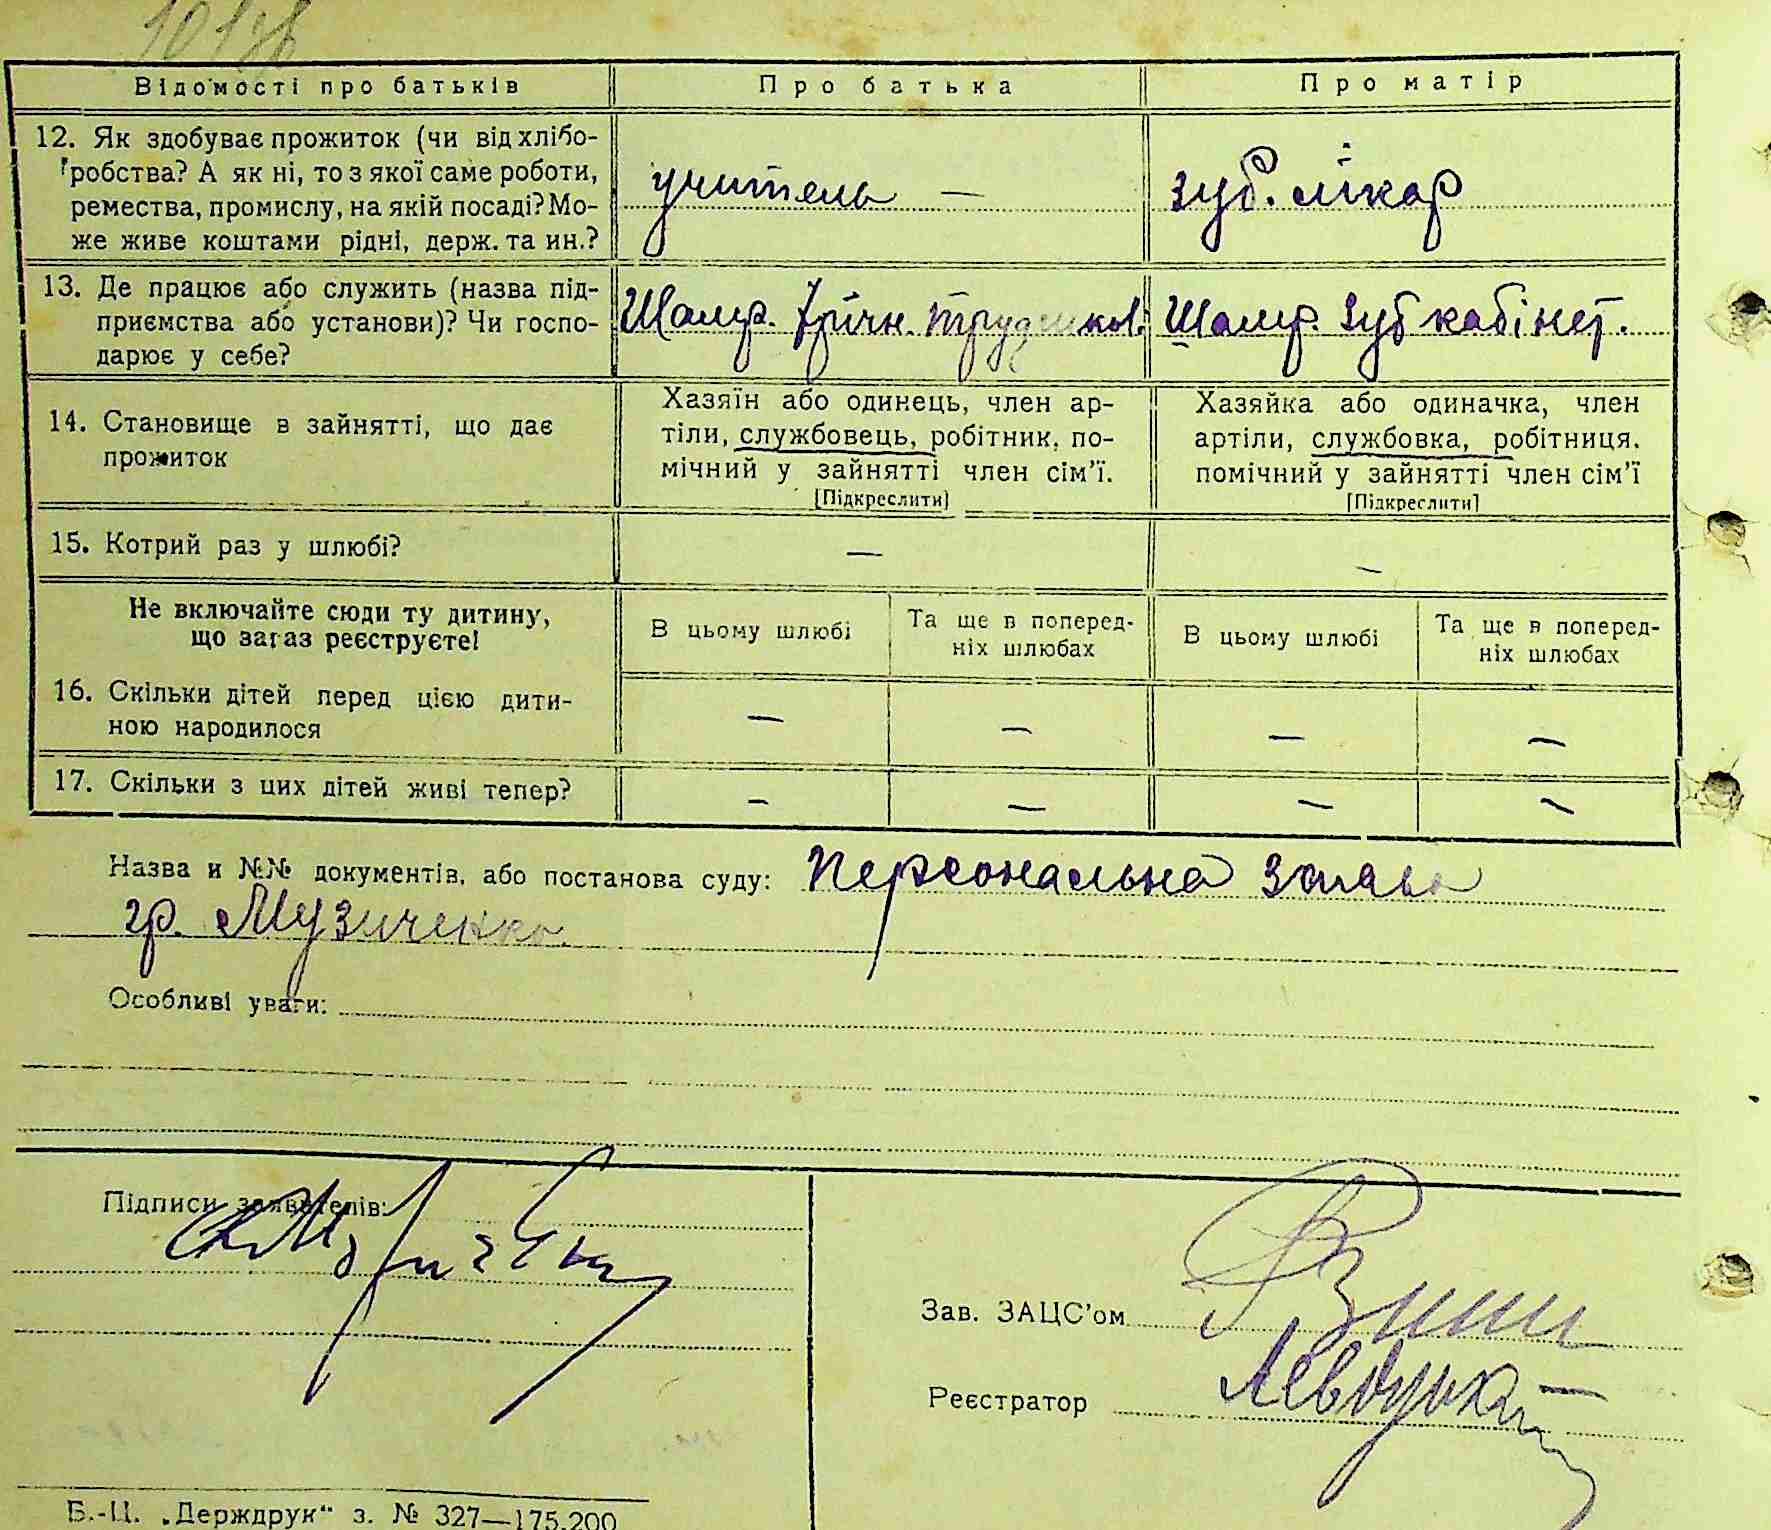 Відомості про батьків
Про батька
Про матір
12. Як здобуває прожиток (чи від хлібо-
робства? А як ні, то з якої саме роботи,
ремества, промислу, на якій посаді? Мо-
же живе коштами рідні, держ. та ин.?
учитель —
зуб. лікар
13. Де працює або служить (назва під-
приємства або установи)? Чи госпо-
дарює у себе?
Шамр.
Шамр. Зуб кабінет.
14. Становище в зайнятті, що дає
прожиток
Хазяїн або одинець, член ар-
тіли, службовець, робітник, по-
мічний у зайнятті член сім'ї.
[Підкреслити]
Хазяйка або одиначка, член
артіли, службовка, робітниця.
помічний у зайнятті член сім'ї
[Підкреслити]
15. Котрий раз у шлюбі?
—
—
Не включайте сюди ту дитину,
що зараз реєструєте!
В цьому шлюбі
Та ще в поперед-
ніх шлюбах
В цьому шлюбі
Та ще в поперед-
ніх шлюбах
16. Скільки дітей перед цією дити-
ною народилося
— — — —
17. Скільки з цих дітей живі тепер?
— — — —
Назва и №№ документів, або постанова суду: Персональна заява
гр. Музиченко
Особливі уваги:
Підписи заявителів:
Зав. ЗАЦС'ом
Реєстратор
Б.-Ц. „Держдрук“ з. № 327—175.200